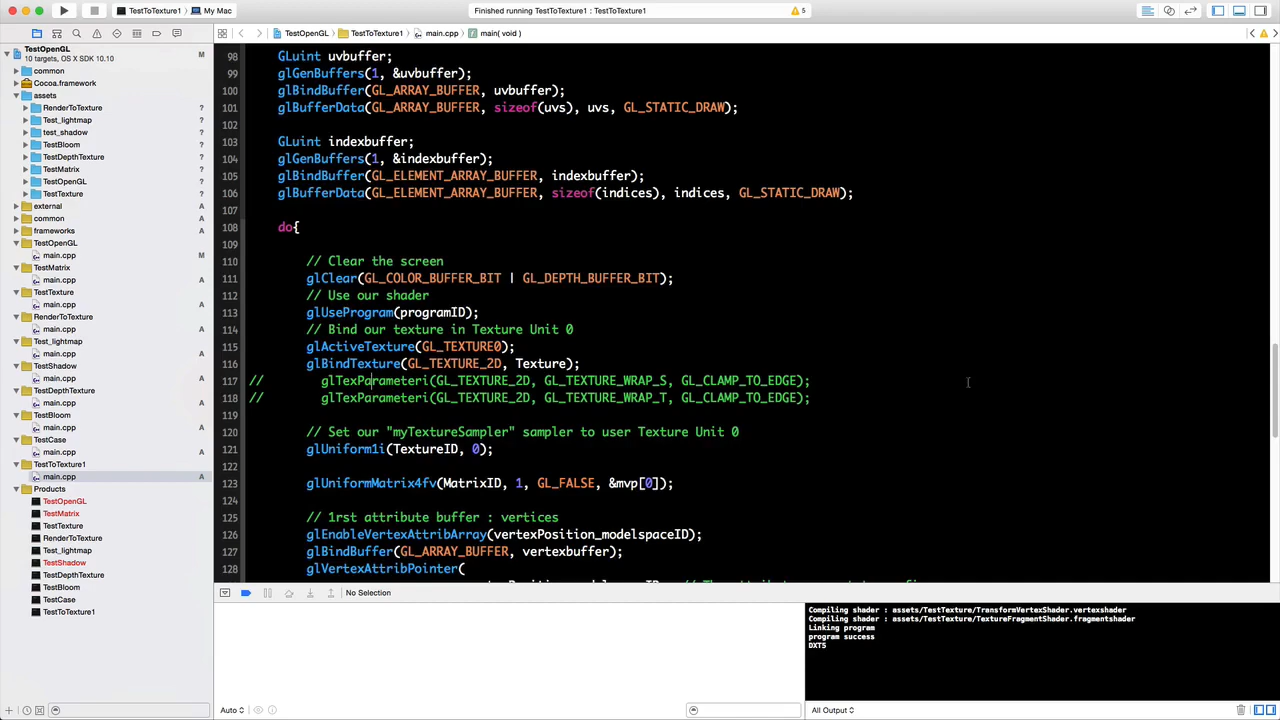 TestToTexture1 〉 My Mac
Finished running TestToTexture1 : TestToTexture1
5
TestOpenGL
10 targets, OS X SDK 10.10
M
common
Cocoa.framework
assets
RenderToTexture ?
Test_lightmap ?
test_shadow ?
TestBloom ?
TestDepthTexture ?
TestMatrix ?
TestOpenGL ?
TestTexture ?
external
common
frameworks
TestOpenGL
main.cpp M
TestMatrix
main.cpp A
TestTexture
main.cpp A
RenderToTexture
main.cpp A
Test_lightmap
main.cpp A
TestShadow
main.cpp A
TestDepthTexture
main.cpp A
TestBloom
main.cpp A
TestCase
main.cpp A
TestToTexture1
main.cpp A
Products
TestOpenGL
TestMatrix
TestTexture
RenderToTexture
Test_lightmap
TestShadow
TestDepthTexture
TestBloom
TestCase
TestToTexture1
TestOpenGL 〉 TestToTexture1 〉 main.cpp 〉 main( void )
98 GLuint uvbuffer;
99 glGenBuffers(1, &uvbuffer);
100 glBindBuffer(GL_ARRAY_BUFFER, uvbuffer);
101 glBufferData(GL_ARRAY_BUFFER, sizeof(uvs), uvs, GL_STATIC_DRAW);
102
103 GLuint indexbuffer;
104 glGenBuffers(1, &indexbuffer);
105 glBindBuffer(GL_ELEMENT_ARRAY_BUFFER, indexbuffer);
106 glBufferData(GL_ELEMENT_ARRAY_BUFFER, sizeof(indices), indices, GL_STATIC_DRAW);
107
108 do{
109
110 // Clear the screen
111 glClear(GL_COLOR_BUFFER_BIT | GL_DEPTH_BUFFER_BIT);
112 // Use our shader
113 glUseProgram(programID);
114 // Bind our texture in Texture Unit 0
115 glActiveTexture(GL_TEXTURE0);
116 glBindTexture(GL_TEXTURE_2D, Texture);
117 // glTexParameteri(GL_TEXTURE_2D, GL_TEXTURE_WRAP_S, GL_CLAMP_TO_EDGE);
118 // glTexParameteri(GL_TEXTURE_2D, GL_TEXTURE_WRAP_T, GL_CLAMP_TO_EDGE);
119
120 // Set our "myTextureSampler" sampler to user Texture Unit 0
121 glUniform1i(TextureID, 0);
122
123 glUniformMatrix4fv(MatrixID, 1, GL_FALSE, &mvp[0]);
124
125 // 1rst attribute buffer : vertices
126 glEnableVertexAttribArray(vertexPosition_modelspaceID);
127 glBindBuffer(GL_ARRAY_BUFFER, vertexbuffer);
128 glVertexAttribPointer(
No Selection
Compiling shader : assets/TestTexture/TransformVertexShader.vertexshader
Compiling shader : assets/TestTexture/TextureFragmentShader.fragmentshader
Linking program
program success
DXT5
Auto
All Output